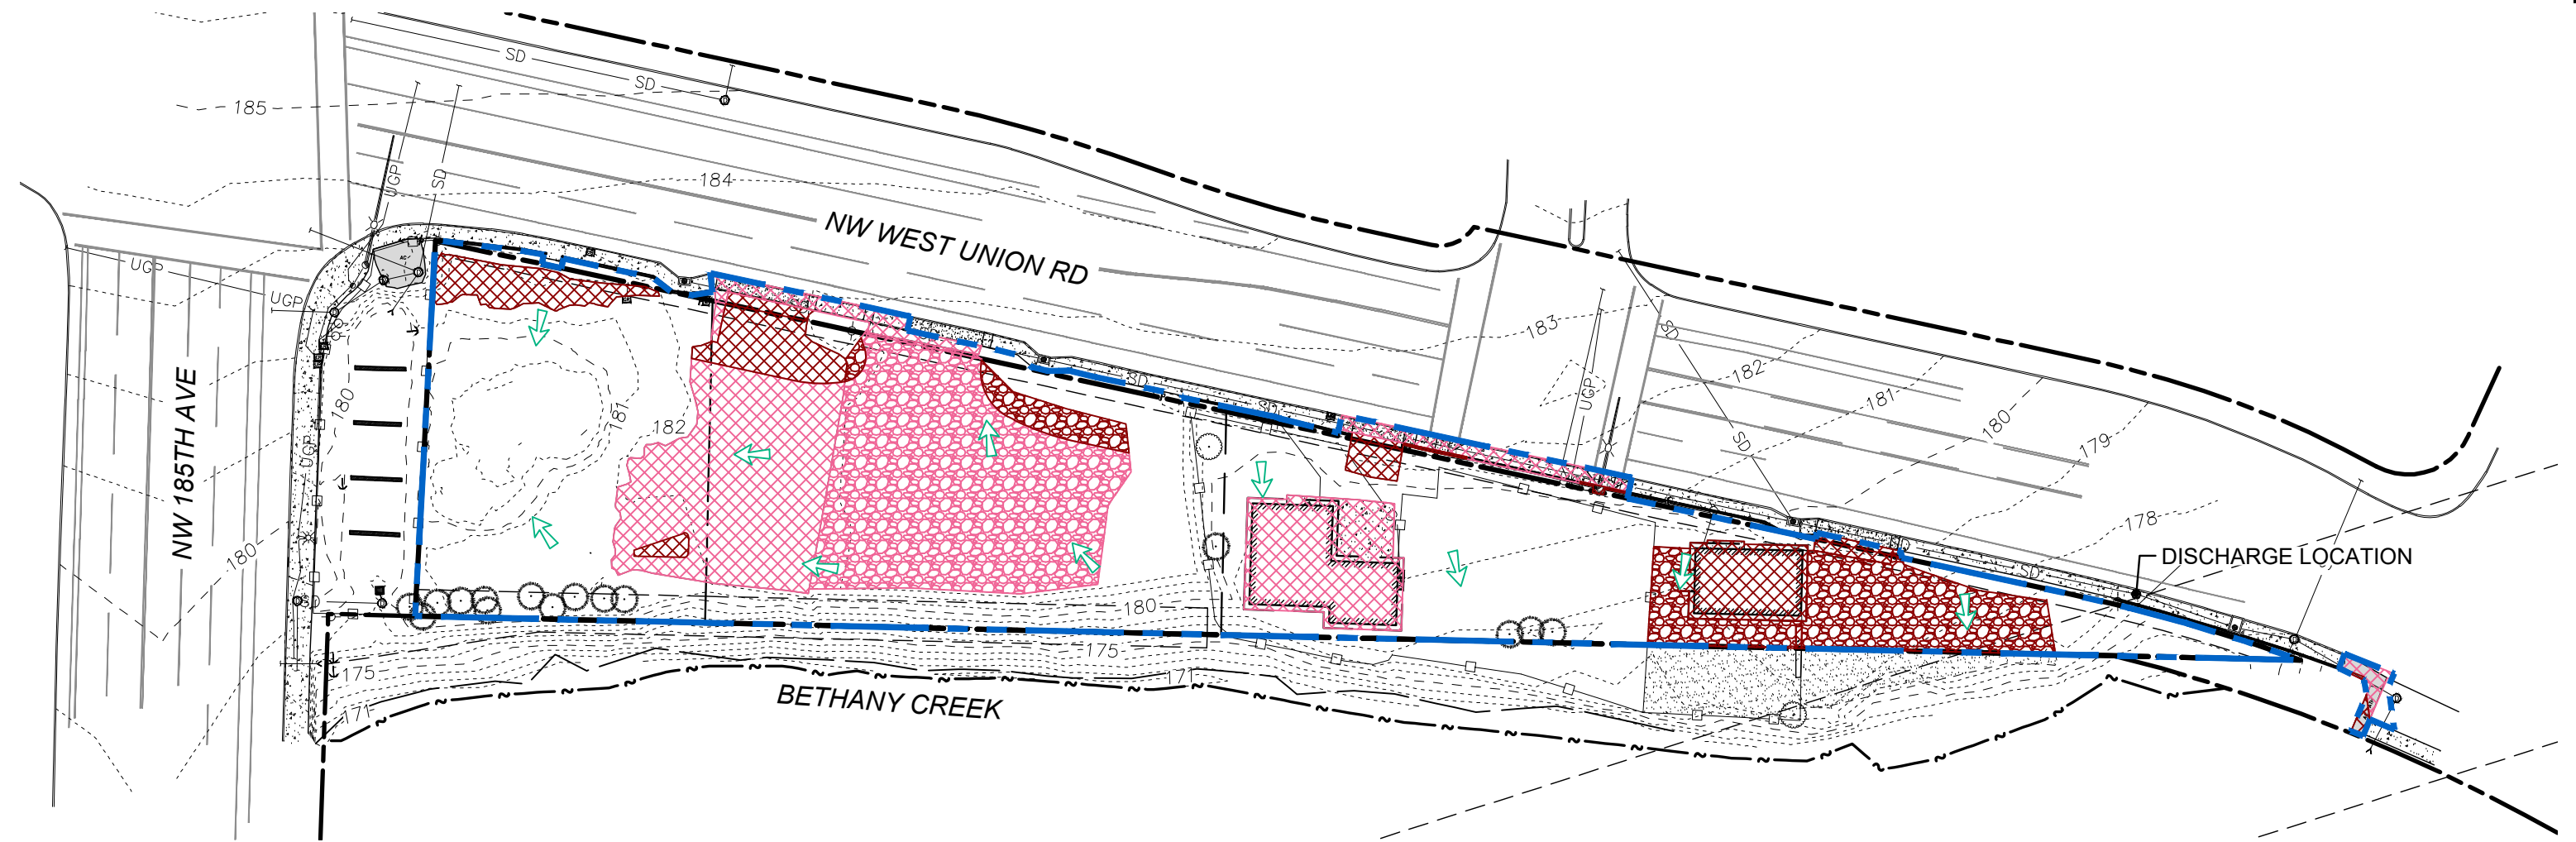 SD
SD
185
UGP
SD
184
NW WEST UNION RD
UGP
UGP
183
SD
182
SD
UGP
181
180
SD
NW 185TH AVE
180
181
182
SD
179
UGP
SD
178
180
DISCHARGE LOCATION
SD
SD
180
175
175
171
171
BETHANY CREEK